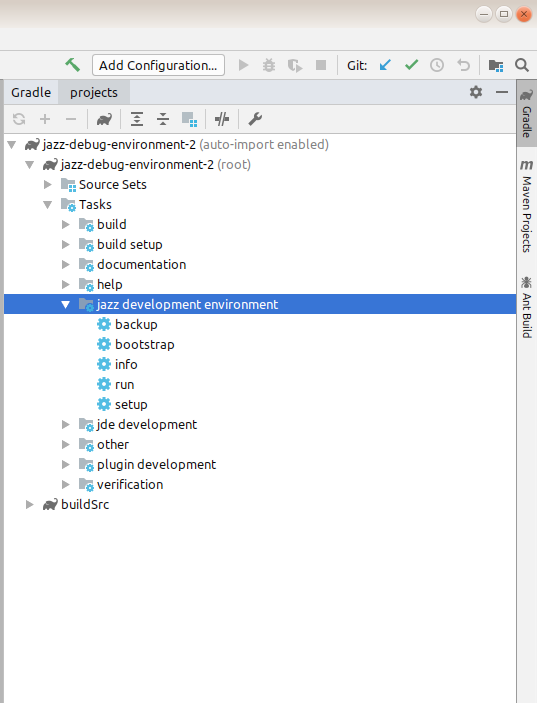 Add Configuration...
Git:
Gradle
projects
jazz-debug-environment-2 (auto-import enabled)
jazz-debug-environment-2 (root)
Source Sets
Tasks
build
build setup
documentation
help
jazz development environment
backup
bootstrap
info
run
setup
jde development
other
plugin development
verification
buildSrc
Gradle
m
Maven Projects
Ant Build